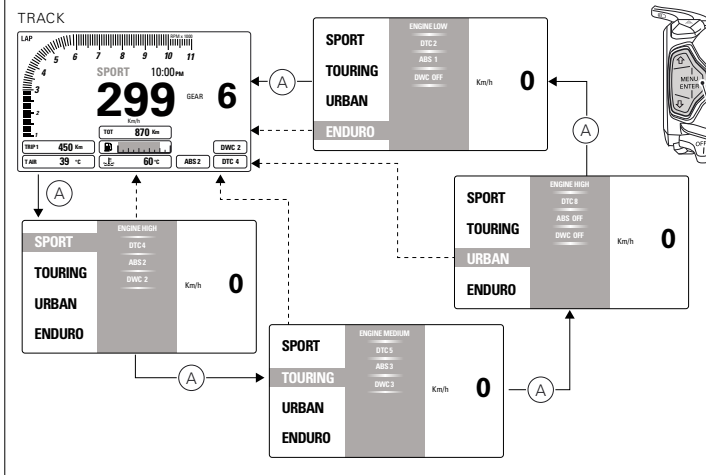 TRACK
LAP
RPM x 1000
1
2
3
4
5
6
7
8
9
10
11
SPORT 10:00 PM
299
Km/h
GEAR 6
TOT 870 Km
TRIP 1 450 Km
DWC 2
T AIR 39 °C
60 °C
ABS 2
DTC 4
A
SPORT
TOURING
URBAN
ENDURO
ENGINE LOW
DTC 2
ABS 1
DWC OFF
Km/h 0
A
MENU
ENTER
OFF
A
SPORT
TOURING
URBAN
ENDURO
ENGINE HIGH
DTC 4
ABS 2
DWC 2
Km/h 0
A
SPORT
TOURING
URBAN
ENDURO
ENGINE MEDIUM
DTC 5
ABS 3
DWC 3
Km/h 0
A
SPORT
TOURING
URBAN
ENDURO
ENGINE HIGH
DTC 8
ABS OFF
DWC OFF
Km/h 0